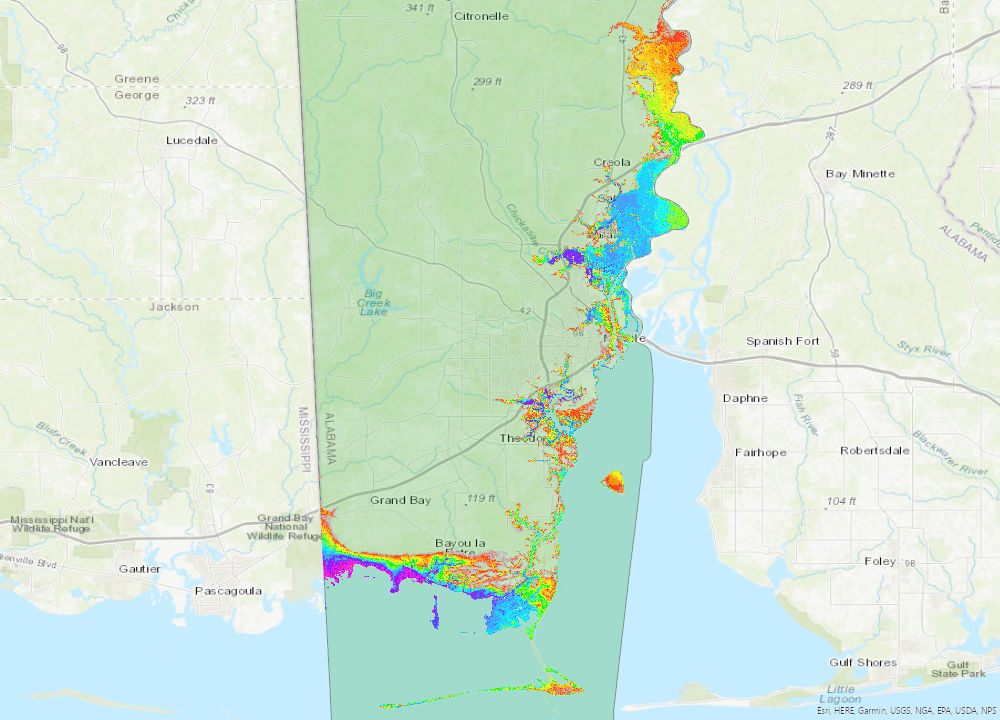 341 ft
Citronelle
43
98
Greene
George
299 ft
289 ft
323 ft
287
Lucedale
Creola
Bay Minette
ALABAMA
Chickasaw
Big
Creek
Lake
Jackson
42
Spanish Fort
Styx River
65
Daphne
Fish River
MISSISSIPPI
ALABAMA
Bluff Creek
Blackwater River
Theodor
Fairhope
Robertsdale
Vancleave
63
Grand Bay
119 ft
104 ft
Mississippi Nat'l
Wildlife Refuge
Grand Bay
National
Wildlife Refuge
Bayou la
Batre
Gautier
Foley
98
Pascagoula
Gulf Shores
Gulf
State Park
Little
Lagoon
Esri, HERE, Garmin, USGS, NGA, EPA, USDA, NPS